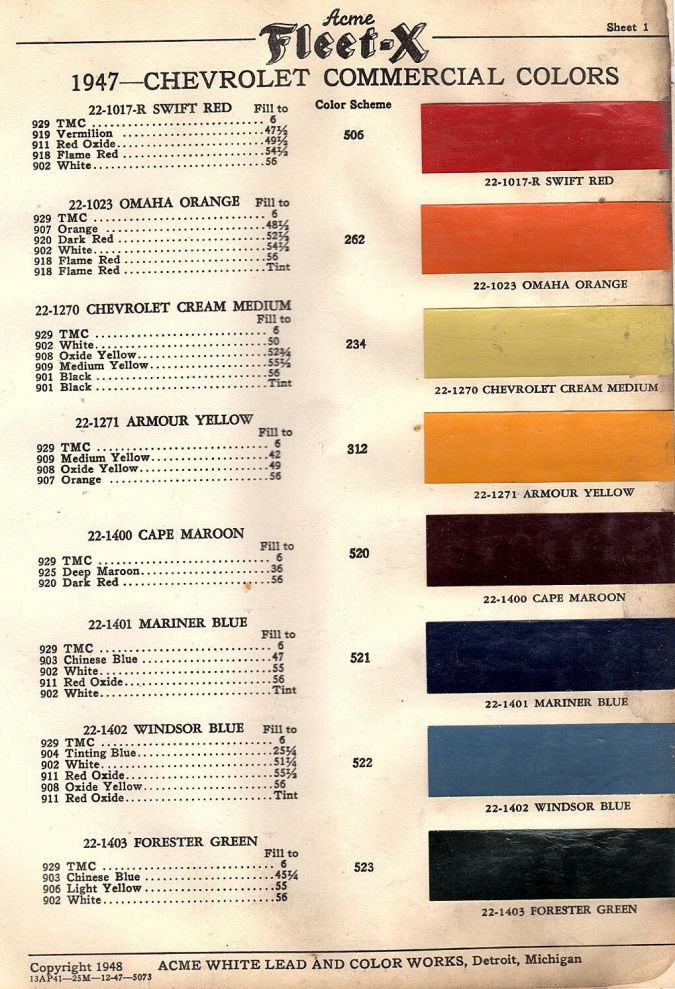 Acme
Fleet-X
Sheet 1
1947—CHEVROLET COMMERCIAL COLORS
22-1017-R SWIFT RED Fill to Color Scheme
929 TMC 6
919 Vermilion 47½
911 Red Oxide 49½
918 Flame Red 54½
902 White 56
506
22-1017-R SWIFT RED
22-1023 OMAHA ORANGE Fill to
929 TMC 6
907 Orange 48½
920 Dark Red 52½
902 White 54½
918 Flame Red 56
918 Flame Red Tint
262
22-1023 OMAHA ORANGE
22-1270 CHEVROLET CREAM MEDIUM
Fill to
929 TMC 6
902 White 50
908 Oxide Yellow 52¾
909 Medium Yellow 55½
901 Black 56
901 Black Tint
234
22-1270 CHEVROLET CREAM MEDIUM
22-1271 ARMOUR YELLOW
Fill to
929 TMC 6
909 Medium Yellow 42
908 Oxide Yellow 49
907 Orange 56
312
22-1271 ARMOUR YELLOW
22-1400 CAPE MAROON
Fill to
929 TMC 6
925 Deep Maroon 36
920 Dark Red 56
520
22-1400 CAPE MAROON
22-1401 MARINER BLUE
Fill to
929 TMC 6
903 Chinese Blue 47
902 White 55
911 Red Oxide 56
902 White Tint
521
22-1401 MARINER BLUE
22-1402 WINDSOR BLUE Fill to
929 TMC 6
904 Tinting Blue 25¼
902 White 51¼
911 Red Oxide 55½
908 Oxide Yellow 56
911 Red Oxide Tint
522
22-1402 WINDSOR BLUE
22-1403 FORESTER GREEN
Fill to
929 TMC 6
903 Chinese Blue 45¼
906 Light Yellow 55
902 White 56
523
22-1403 FORESTER GREEN
Copyright 1948 ACME WHITE LEAD AND COLOR WORKS, Detroit, Michigan
13AP41—25M—12-47—5073